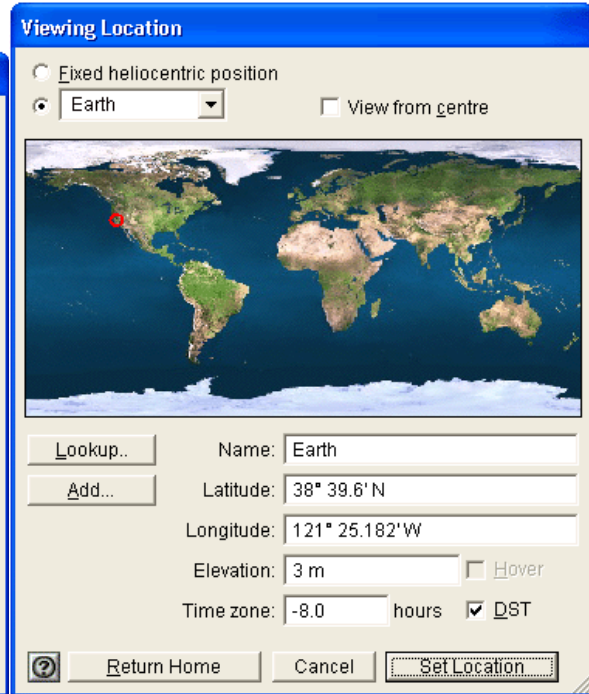 Viewing Location
Fixed heliocentric position
Earth
View from centre
Lookup..
Name: Earth
Add...
Latitude: 38° 39.6' N
Longitude: 121° 25.182' W
Elevation: 3 m
Hover
Time zone: -8.0 hours
DST
?
Return Home
Cancel
Set Location